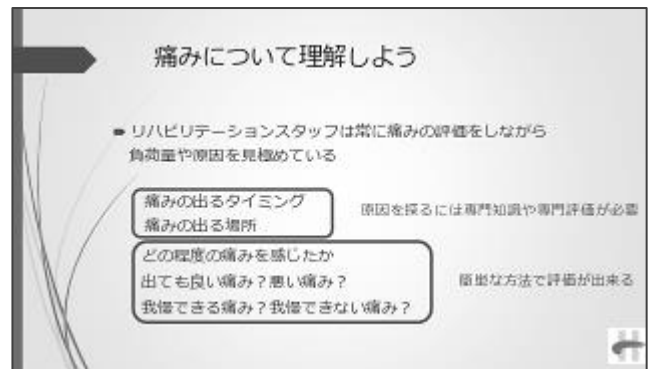 痛みについて理解しよう
リハビリテーションスタッフは常に痛みの評価をしながら
負荷量や原因を見極めている
痛みの出るタイミング
痛みの出る場所
原因を探るには専門知識や専門評価が必要
どの程度の痛みを感じたか
出ても良い痛み？悪い痛み？
我慢できる痛み？我慢できない痛み？
簡単な方法で評価が出来る